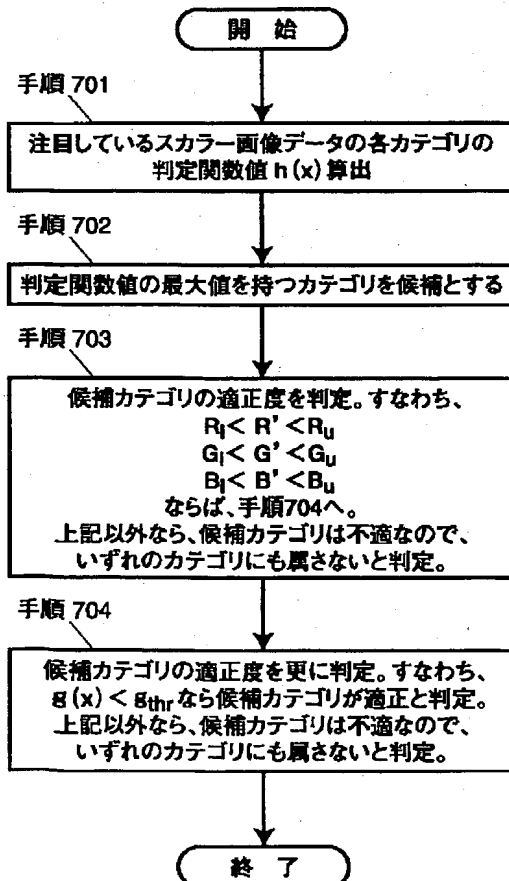 開 始
手順 701
注目しているスカラー画像データの各カテゴリの
判定関数値 h(x) 算出
手順 702
判定関数値の最大値を持つカテゴリを候補とする
手順 703
候補カテゴリの適正度を判定。すなわち、
Rl< R' <Ru
Gl< G' <Gu
Bl< B' <Bu
ならば、手順704へ。
上記以外なら、候補カテゴリは不適なので、
いずれのカテゴリにも属さないと判定。
手順 704
候補カテゴリの適正度を更に判定。すなわち、
g(x) < gthr なら候補カテゴリが適正と判定。
上記以外なら、候補カテゴリは不適なので、
いずれのカテゴリにも属さないと判定。
終 了